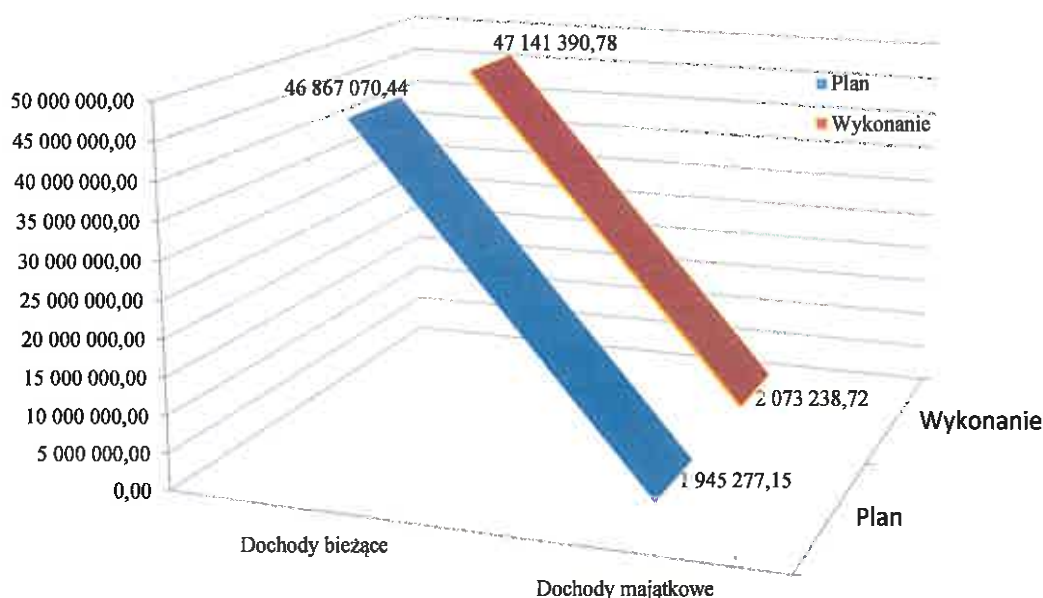 47 141 390,78
46 867 070,44
Plan
Wykonanie
50 000 000,00
45 000 000,00
40 000 000,00
35 000 000,00
30 000 000,00
25 000 000,00
20 000 000,00
15 000 000,00
10 000 000,00
5 000 000,00
0,00
2 073 238,72
1 945 277,15
Wykonanie
Plan
Dochody bieżące
Dochody majątkowe